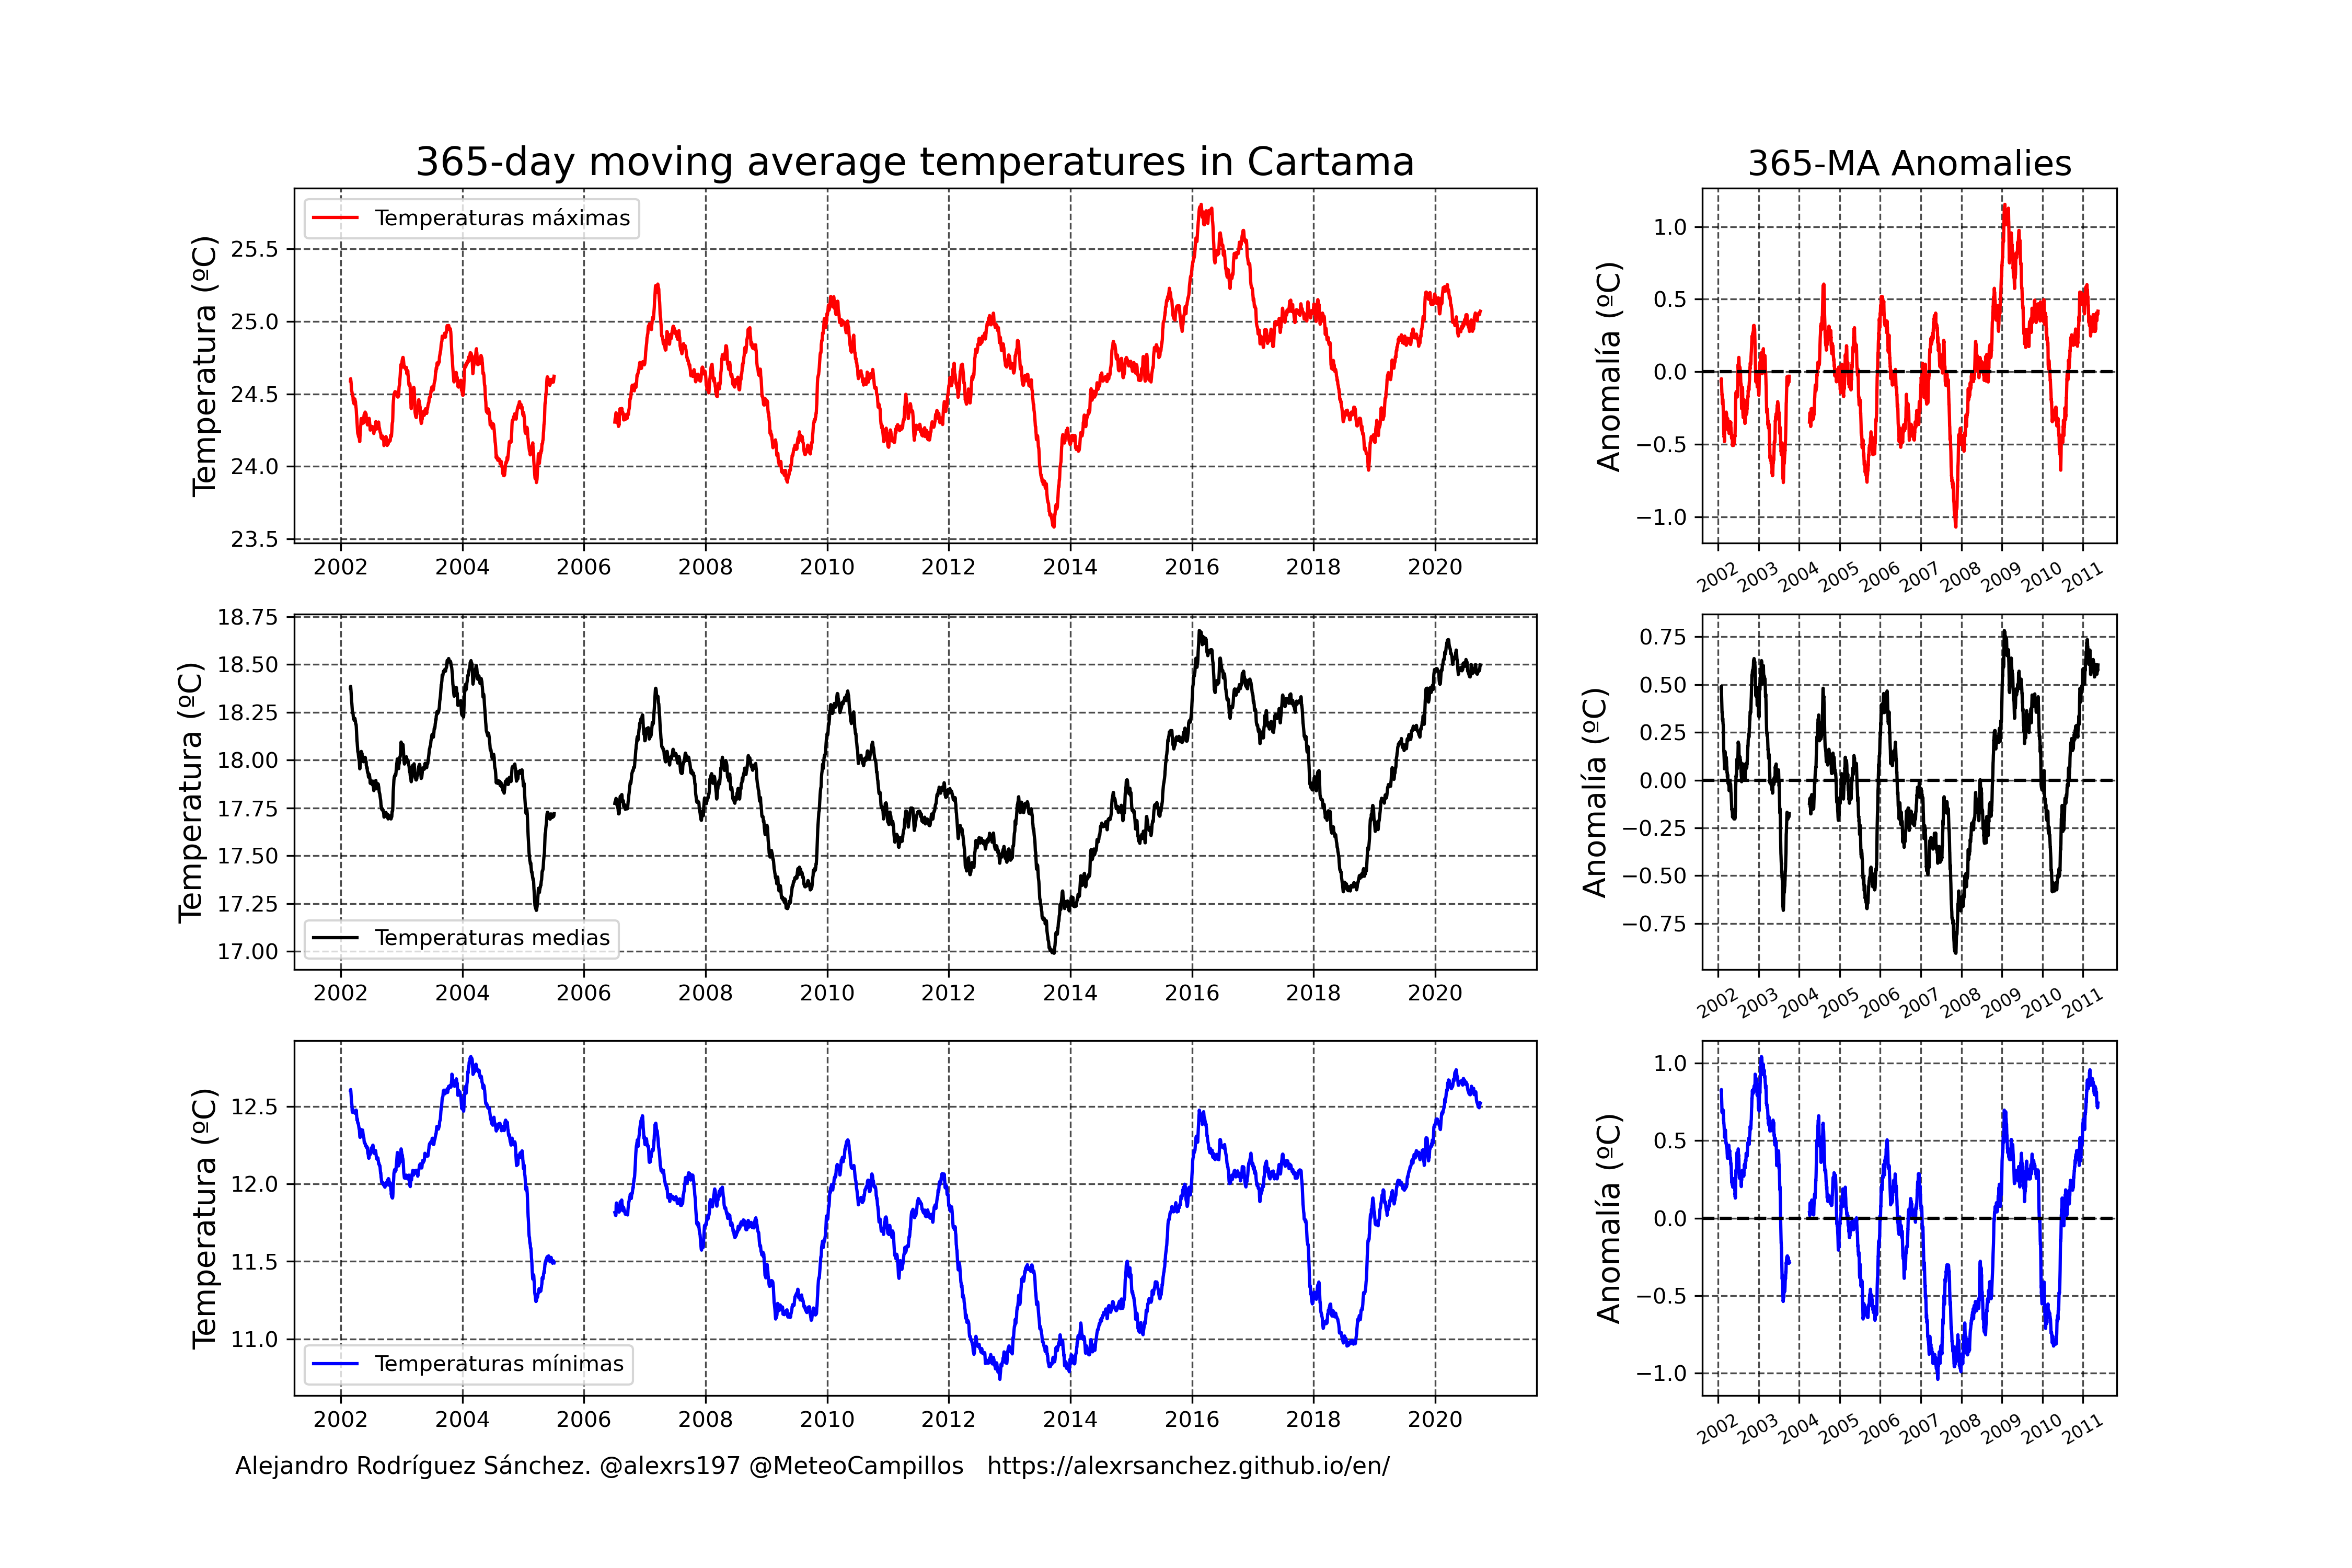 365-day moving average temperatures in Cartama
Temperatura (ºC)
25.5
25.0
24.5
24.0
23.5
Temperaturas máximas
2002 2004 2006 2008 2010 2012 2014 2016 2018 2020
365-MA Anomalies
Anomalía (ºC)
1.0
0.5
0.0
−0.5
−1.0
2002 2003 2004 2005 2006 2007 2008 2009 2010 2011
Temperatura (ºC)
18.75
18.50
18.25
18.00
17.75
17.50
17.25
17.00
Temperaturas medias
2002 2004 2006 2008 2010 2012 2014 2016 2018 2020
Anomalía (ºC)
0.75
0.50
0.25
0.00
−0.25
−0.50
−0.75
2002 2003 2004 2005 2006 2007 2008 2009 2010 2011
Temperatura (ºC)
12.5
12.0
11.5
11.0
Temperaturas mínimas
2002 2004 2006 2008 2010 2012 2014 2016 2018 2020
Anomalía (ºC)
1.0
0.5
0.0
−0.5
−1.0
2002 2003 2004 2005 2006 2007 2008 2009 2010 2011
Alejandro Rodríguez Sánchez. @alexrs197 @MeteoCampillos https://alexrsanchez.github.io/en/